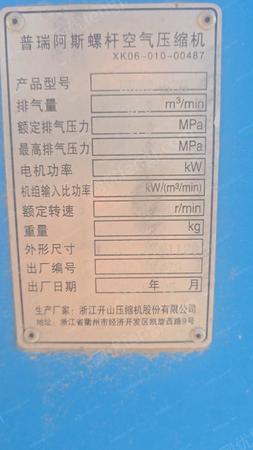 普瑞阿斯螺杆空气压缩机
XK06-010-00487
产品型号
排气量 m³/min
额定排气压力 MPa
最高排气压力 MPa
电机功率 kW
机组输入比功率 kW/(m³/min)
额定转速 r/min
重量 kg
外形尺寸
出厂编号
出厂日期 年 月
生产厂家: 浙江开山压缩机股份有限公司
地址: 浙江省衢州市经济开发区凯旋西路9号